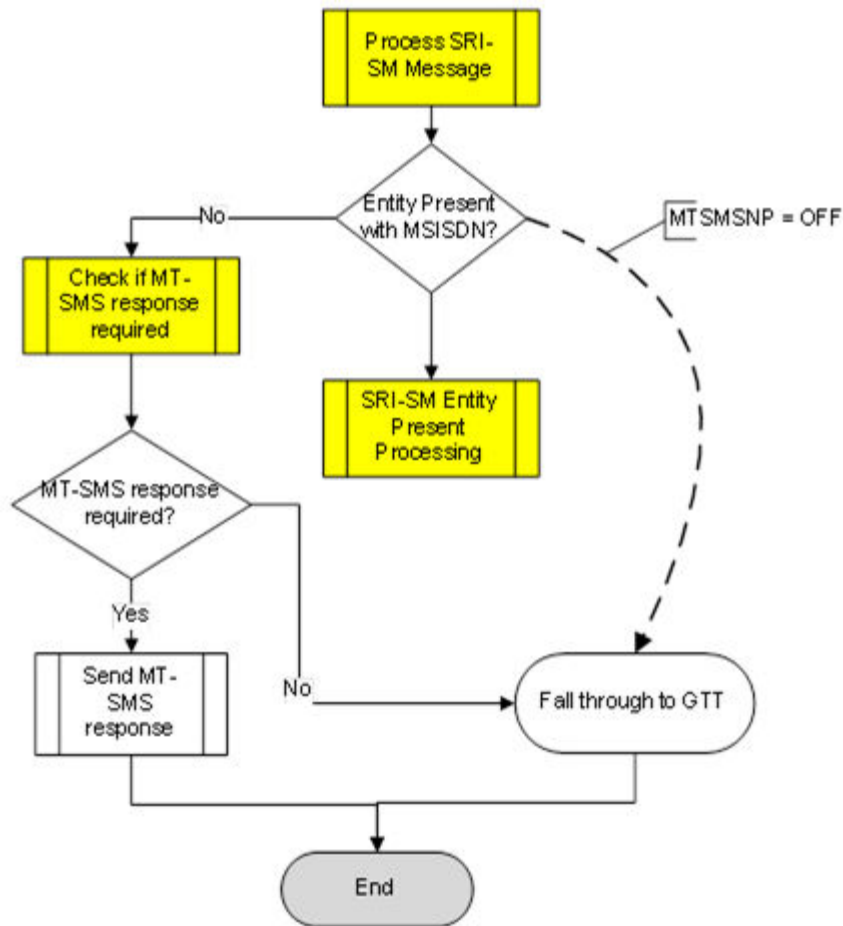 Process SRI-
SM Message
Entity Present
with MSISDN?
No
MTSMSNP = OFF
Check if MT-
SMS response
required
SRI-SM Entity
Present
Processing
MT-SMS response
required?
Yes
Send MT-
SMS
response
No
Fall through to GTT
End